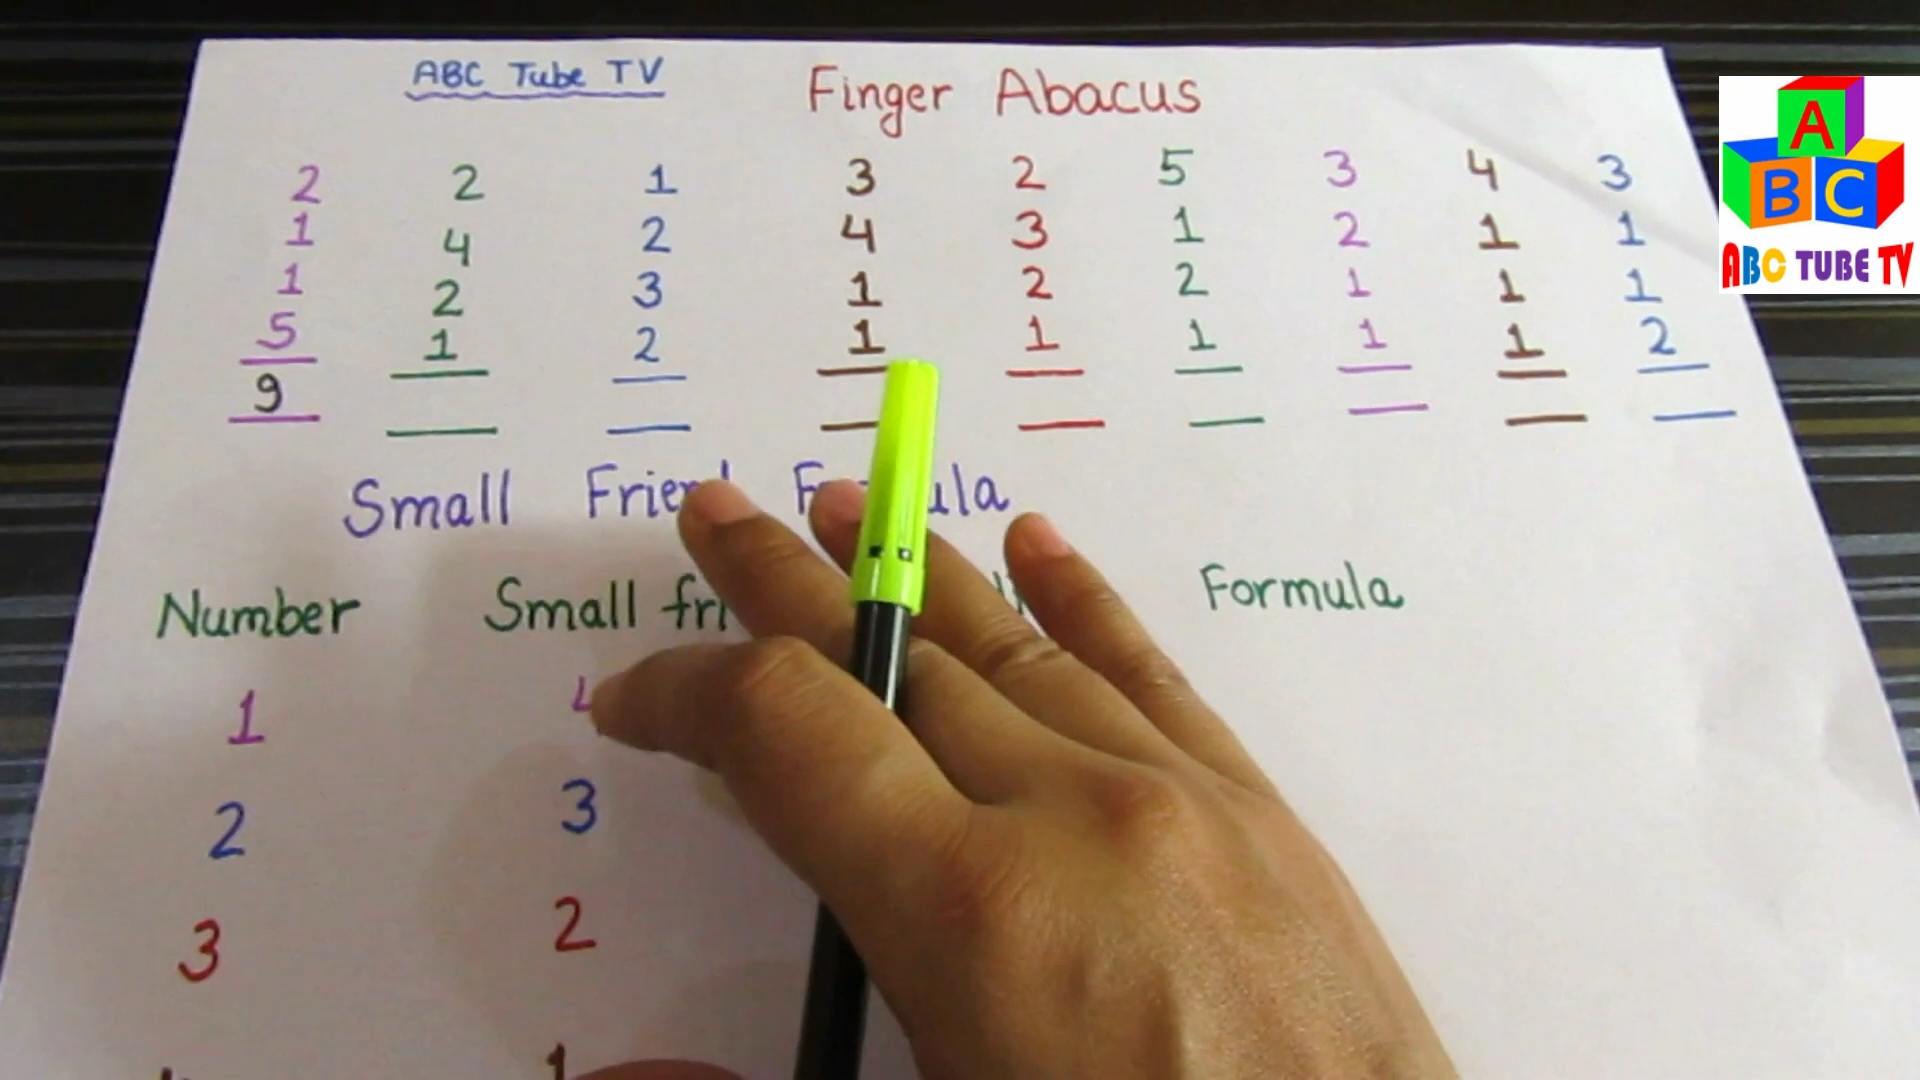 ABC Tube TV Finger Abacus
2 2 1 3 2 5 3 4 3
1 4 2 4 3 1 2 1 1
1 2 3 1 2 2 1 1 1
5 1 2 1 1 1 1 1 2
9
Small
Number Small Formula
1 4
2 3
3 2
1
A
B C
ABC TUBE TV